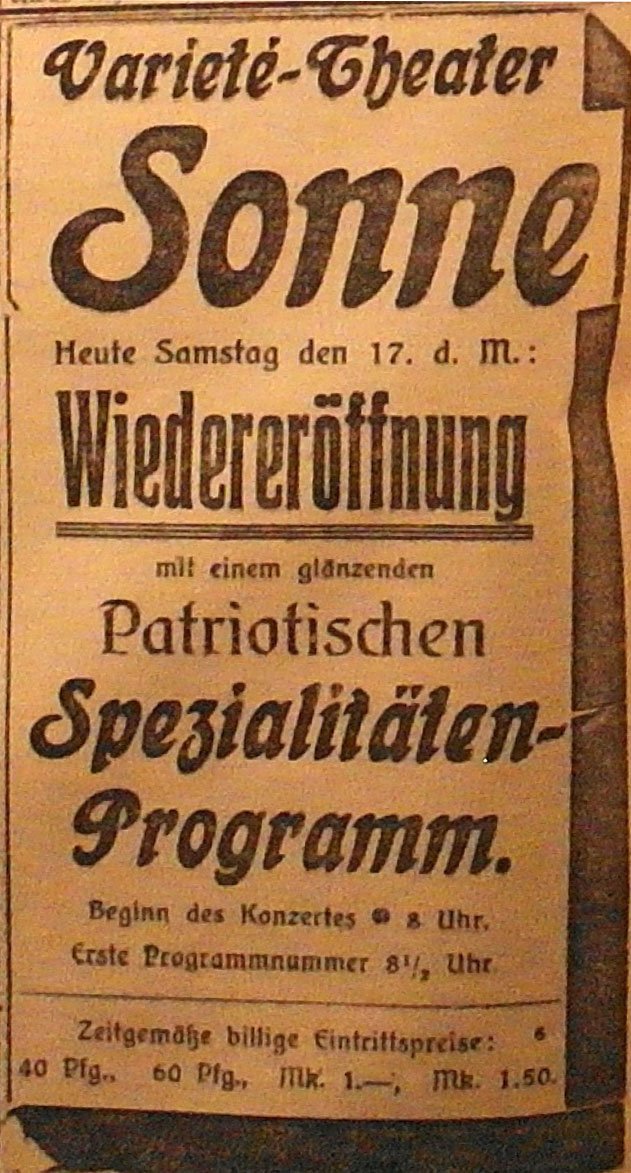 Varieté-Theater
Sonne
Heute Samstag den 17. d. M.:
Wiedereröffnung
mit einem glänzenden
Patriotischen
Spezialitäten-
Programm.
Beginn des Konzertes 8 Uhr,
Erste Programmnummer 8½ Uhr
Zeitgemäße billige Eintrittspreise: 6
40 Pfg., 60 Pfg., Mk. 1.—, Mk. 1.50.